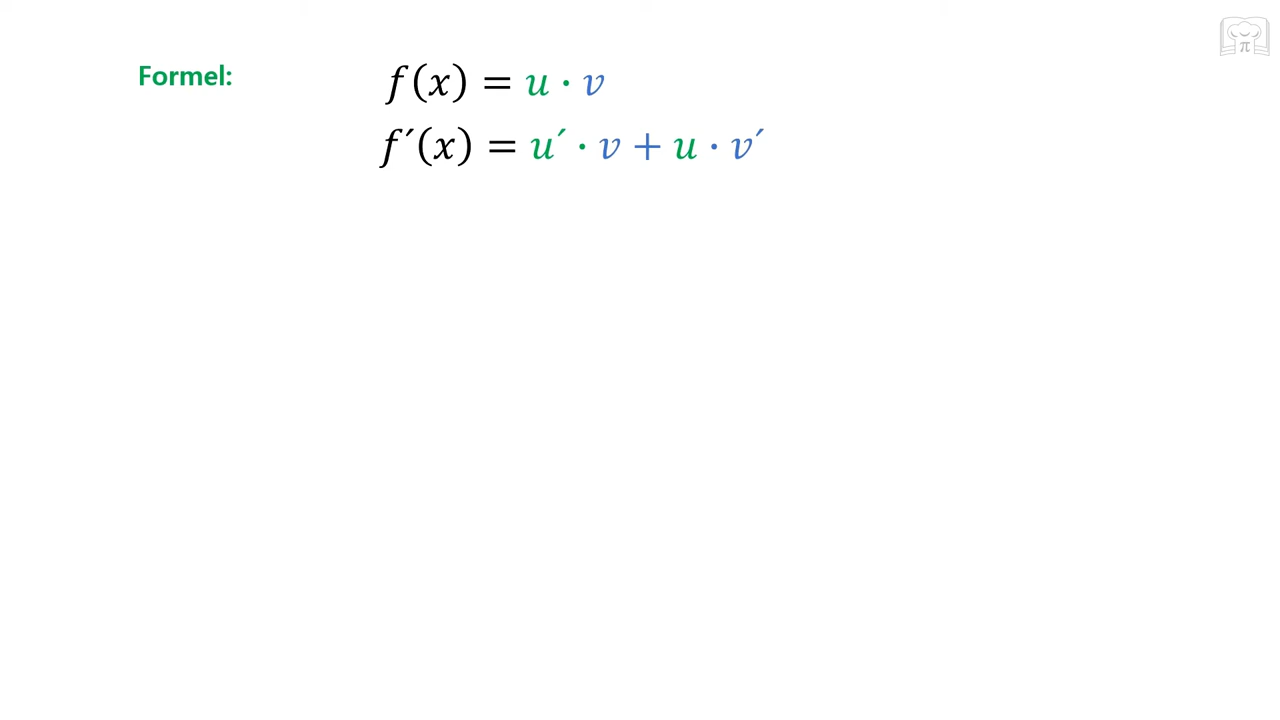 Formel: f(x) = u · v
f´(x) = u´ · v + u · v´
π